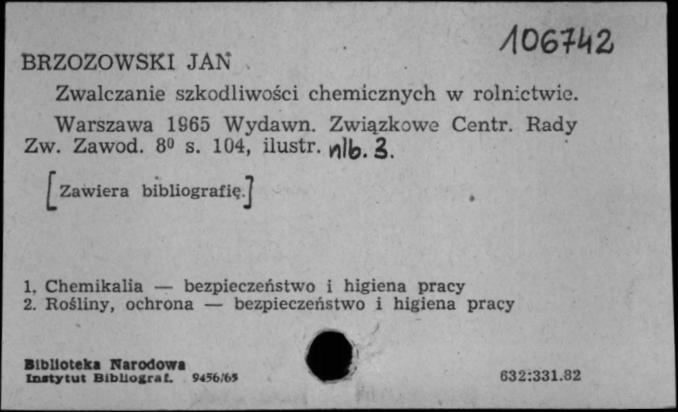 106742
BRZOZOWSKI JAN
Zwalczanie szkodliwości chemicznych w rolnictwie.
Warszawa 1965 Wydawn. Związkowe Centr. Rady
Zw. Zawod. 8⁰ s. 104, ilustr. nlb. 3.
[Zawiera bibliografię.]
1. Chemikalia — bezpieczeństwo i higiena pracy
2. Rośliny, ochrona — bezpieczeństwo i higiena pracy
Biblioteka Narodowa
Instytut Bibliograf. 9456/65
632:331.82